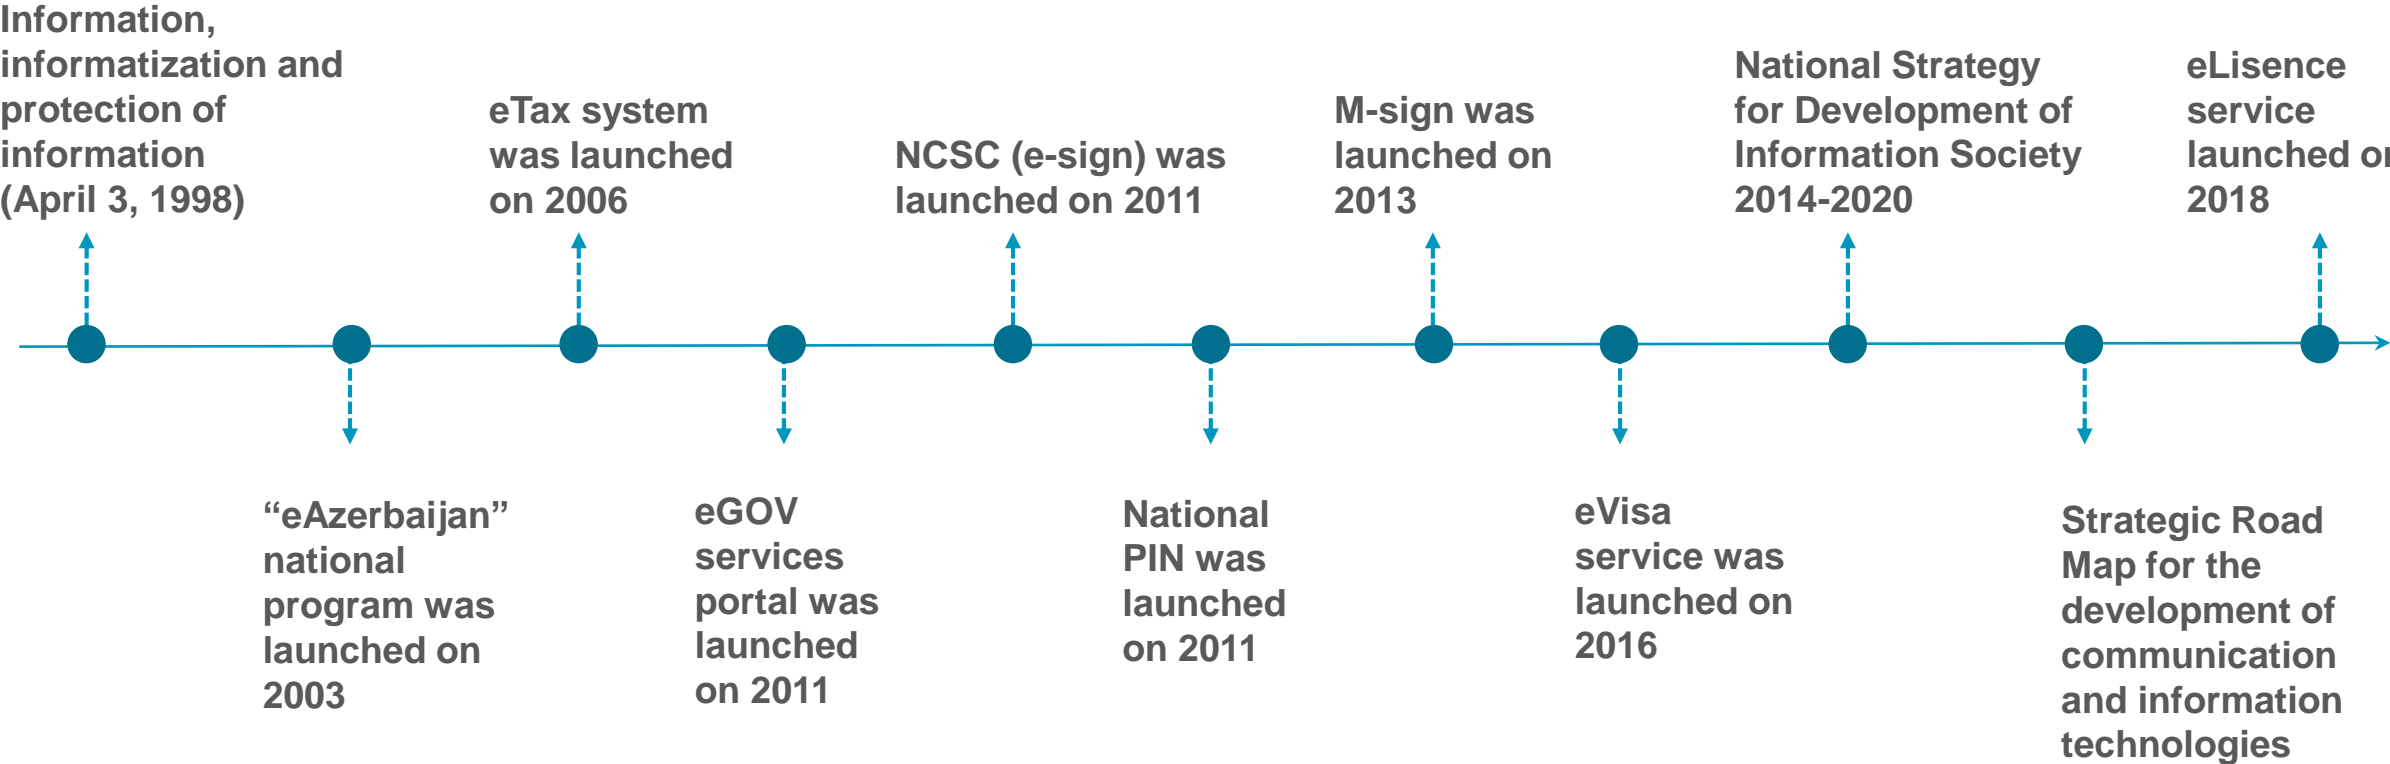 Information,
informatization and
protection of
information
(April 3, 1998)
“eAzerbaijan”
national
program was
launched on
2003
eTax system
was launched
on 2006
eGOV
services
portal was
launched
on 2011
NCSC (e-sign) was
launched on 2011
National
PIN was
launched
on 2011
M-sign was
launched on
2013
eVisa
service was
launched on
2016
National Strategy
for Development of
Information Society
2014-2020
Strategic Road
Map for the
development of
communication
and information
technologies
eLisence
service
launched on
2018